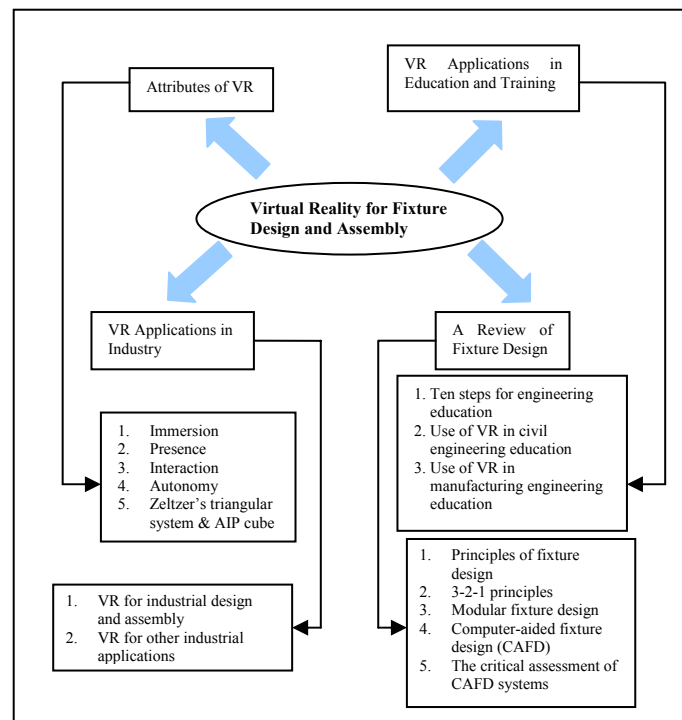 Attributes of VR
VR Applications in
Education and Training
Virtual Reality for Fixture
Design and Assembly
VR Applications in
Industry
A Review of
Fixture Design
1. Ten steps for engineering
education
2. Use of VR in civil
engineering education
3. Use of VR in
manufacturing engineering
education
1. Immersion
2. Presence
3. Interaction
4. Autonomy
5. Zeltzer's triangular
system & AIP cube
1. Principles of fixture
design
2. 3-2-1 principles
3. Modular fixture design
4. Computer-aided fixture
design (CAFD)
5. The critical assessment of
CAFD systems
1. VR for industrial design
and assembly
2. VR for other industrial
applications